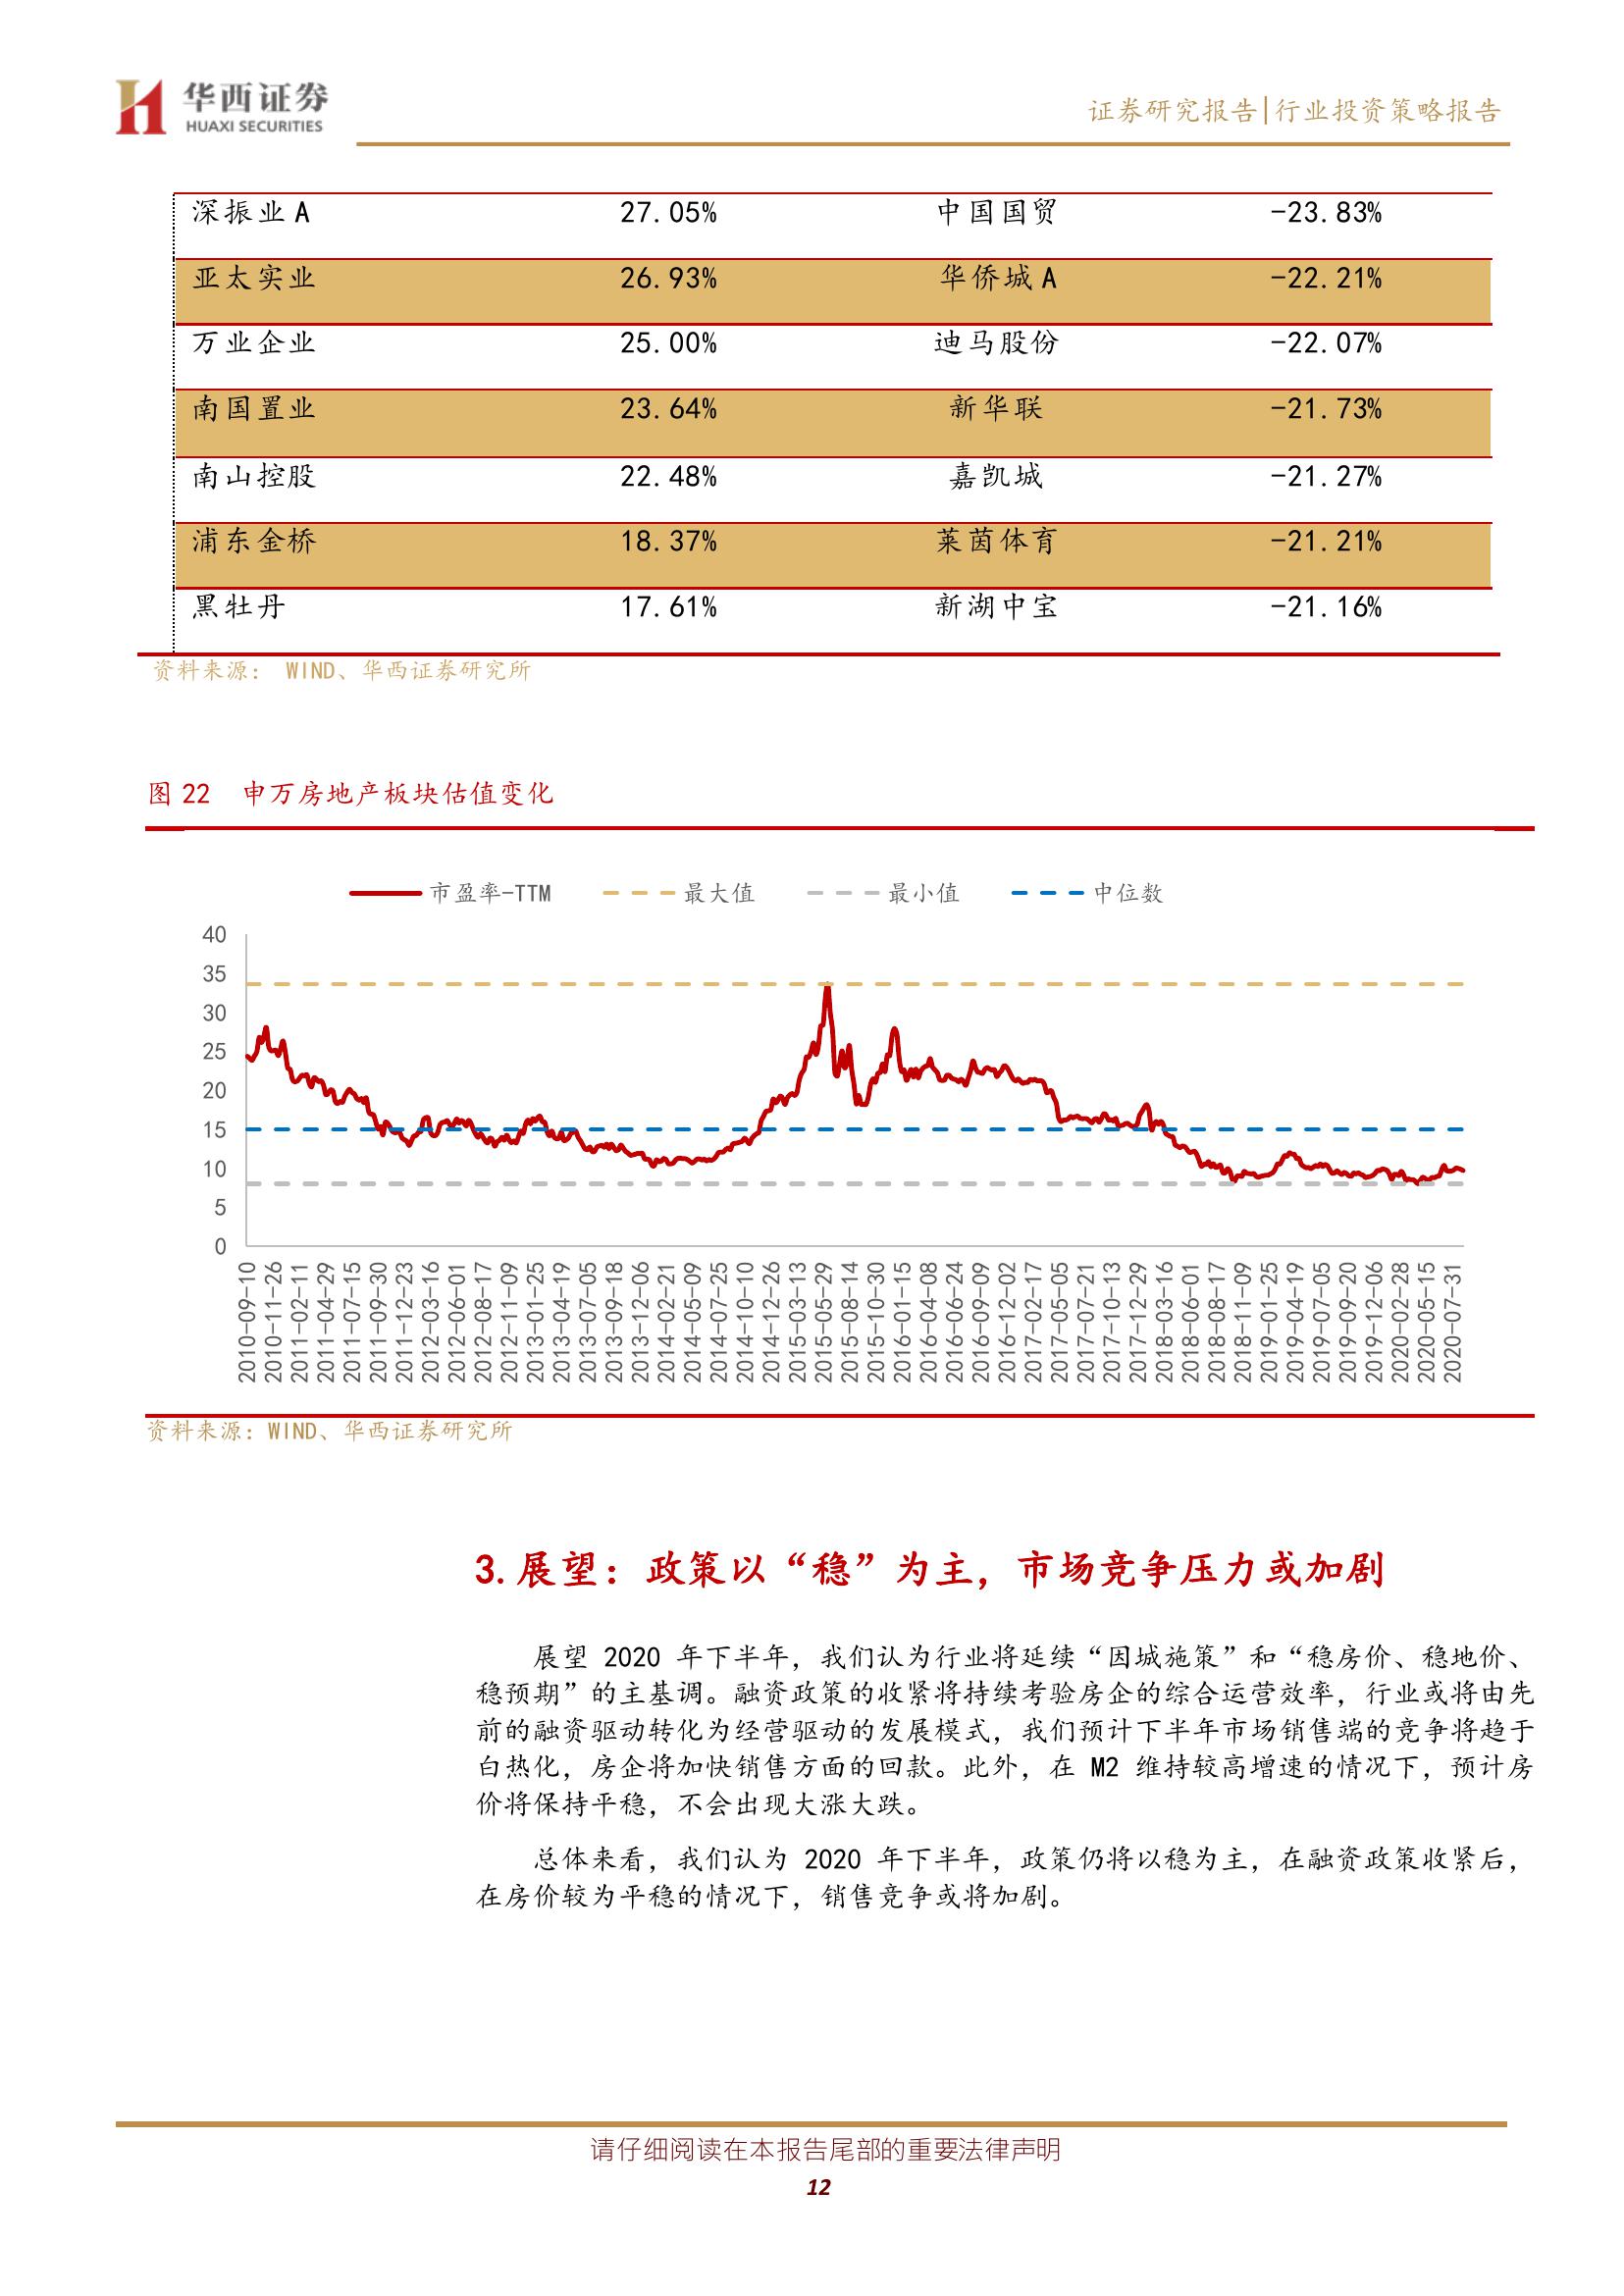 华西证券
HUAXI SECURITIES
证券研究报告|行业投资策略报告
深振业 A 27.05% 中国国贸 -23.83%
亚太实业 26.93% 华侨城 A -22.21%
万业企业 25.00% 迪马股份 -22.07%
南国置业 23.64% 新华联 -21.73%
南山控股 22.48% 嘉凯城 -21.27%
浦东金桥 18.37% 莱茵体育 -21.21%
黑牡丹 17.61% 新湖中宝 -21.16%
资料来源： WIND、华西证券研究所
图 22 申万房地产板块估值变化
市盈率-TTM 最大值 最小值 中位数
40
35
30
25
20
15
10
5
0
2010-09-10
2010-11-26
2011-02-11
2011-04-29
2011-07-15
2011-09-30
2011-12-23
2012-03-16
2012-06-01
2012-08-17
2012-11-09
2013-01-25
2013-04-19
2013-07-05
2013-09-18
2013-12-06
2014-02-21
2014-05-09
2014-07-25
2014-10-10
2014-12-26
2015-03-13
2015-05-29
2015-08-14
2015-10-30
2016-01-15
2016-04-08
2016-06-24
2016-09-09
2016-12-02
2017-02-17
2017-05-05
2017-07-21
2017-10-13
2017-12-29
2018-03-16
2018-06-01
2018-08-17
2018-11-09
2019-01-25
2019-04-19
2019-07-05
2019-09-20
2019-12-06
2020-02-28
2020-05-15
2020-07-31
资料来源：WIND、华西证券研究所
3.展望：政策以“稳”为主，市场竞争压力或加剧
展望 2020 年下半年，我们认为行业将延续“因城施策”和“稳房价、稳地价、
稳预期”的主基调。融资政策的收紧将持续考验房企的综合运营效率，行业或将由先
前的融资驱动转化为经营驱动的发展模式，我们预计下半年市场销售端的竞争将趋于
白热化，房企将加快销售方面的回款。此外，在 M2 维持较高增速的情况下，预计房
价将保持平稳，不会出现大涨大跌。
总体来看，我们认为 2020 年下半年，政策仍将以稳为主，在融资政策收紧后，
在房价较为平稳的情况下，销售竞争或将加剧。
请仔细阅读在本报告尾部的重要法律声明
12